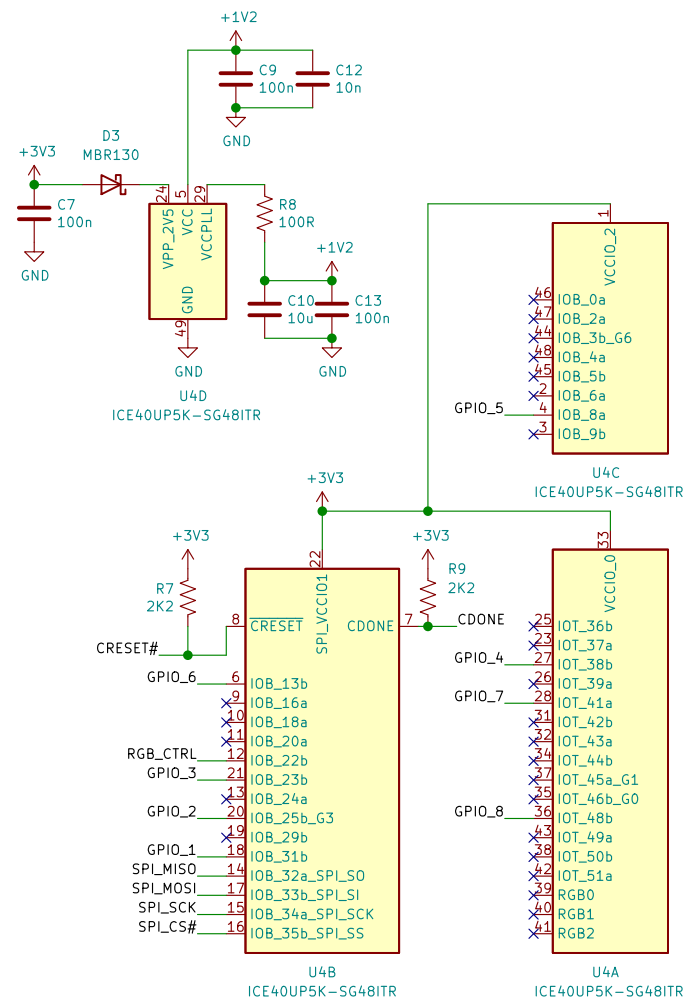 +1V2
C9
100n
C12
10n
GND
D3
MBR130
+3V3
C7
100n
GND
24
5
29
VPP_2V5
VCC
VCCPLL
GND
49
GND
U4D
ICE40UP5K-SG48ITR
R8
100R
+1V2
C10
10u
C13
100n
GND
1
VCCIO_2
46 IOB_0a
47 IOB_2a
44 IOB_3b_G6
48 IOB_4a
45 IOB_5b
2 IOB_6a
GPIO_5 4 IOB_8a
3 IOB_9b
U4C
ICE40UP5K-SG48ITR
+3V3
+3V3
R7
2K2
+3V3
R9
2K2
22
SPI_VCCIO1
8 CRESET
CDONE 7
CDONE
CRESET#
GPIO_6 6 IOB_13b
9 IOB_16a
10 IOB_18a
11 IOB_20a
RGB_CTRL 12 IOB_22b
GPIO_3 21 IOB_23b
13 IOB_24a
GPIO_2 20 IOB_25b_G3
19 IOB_29b
GPIO_1 18 IOB_31b
SPI_MISO 14 IOB_32a_SPI_SO
SPI_MOSI 17 IOB_33b_SPI_SI
SPI_SCK 15 IOB_34a_SPI_SCK
SPI_CS# 16 IOB_35b_SPI_SS
U4B
ICE40UP5K-SG48ITR
33
VCCIO_0
25 IOT_36b
23 IOT_37a
GPIO_4 27 IOT_38b
26 IOT_39a
GPIO_7 28 IOT_41a
31 IOT_42b
32 IOT_43a
34 IOT_44b
37 IOT_45a_G1
35 IOT_46b_G0
GPIO_8 36 IOT_48b
43 IOT_49a
38 IOT_50b
42 IOT_51a
39 RGB0
40 RGB1
41 RGB2
U4A
ICE40UP5K-SG48ITR